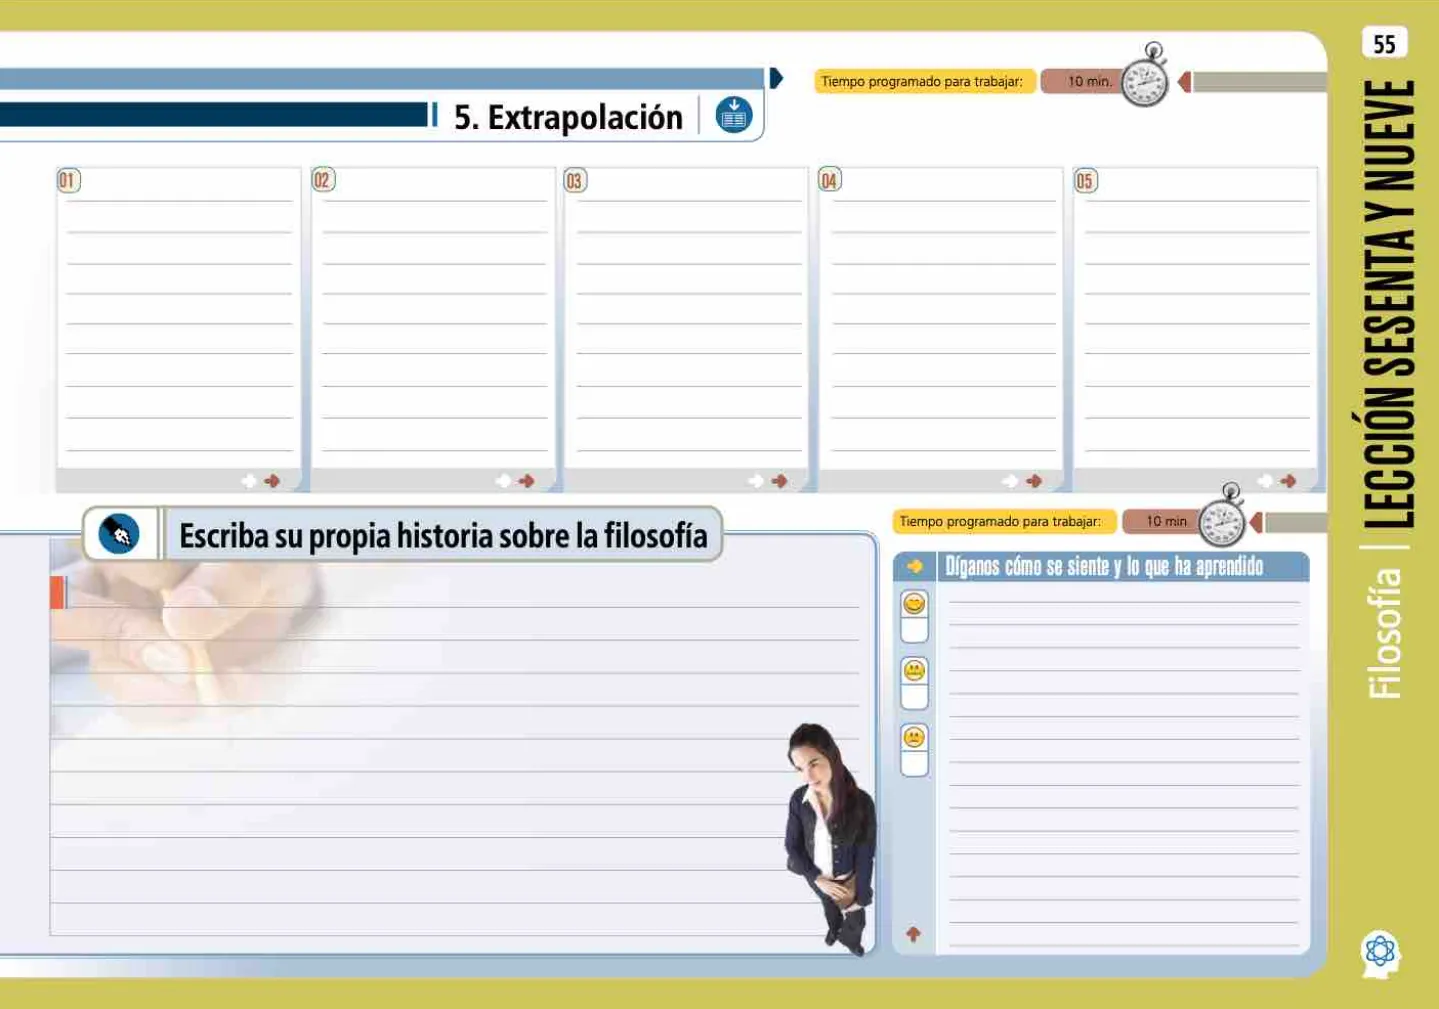 55
Tiempo programado para trabajar:
10 min.
5. Extrapolación
01
02
03
04
05
Escriba su propia historia sobre la filosofía
Tiempo programado para trabajar:
10 min
Díganos cómo se siente y lo que ha aprendido
Filosofía | LECCIÓN SESENTA Y NUEVE